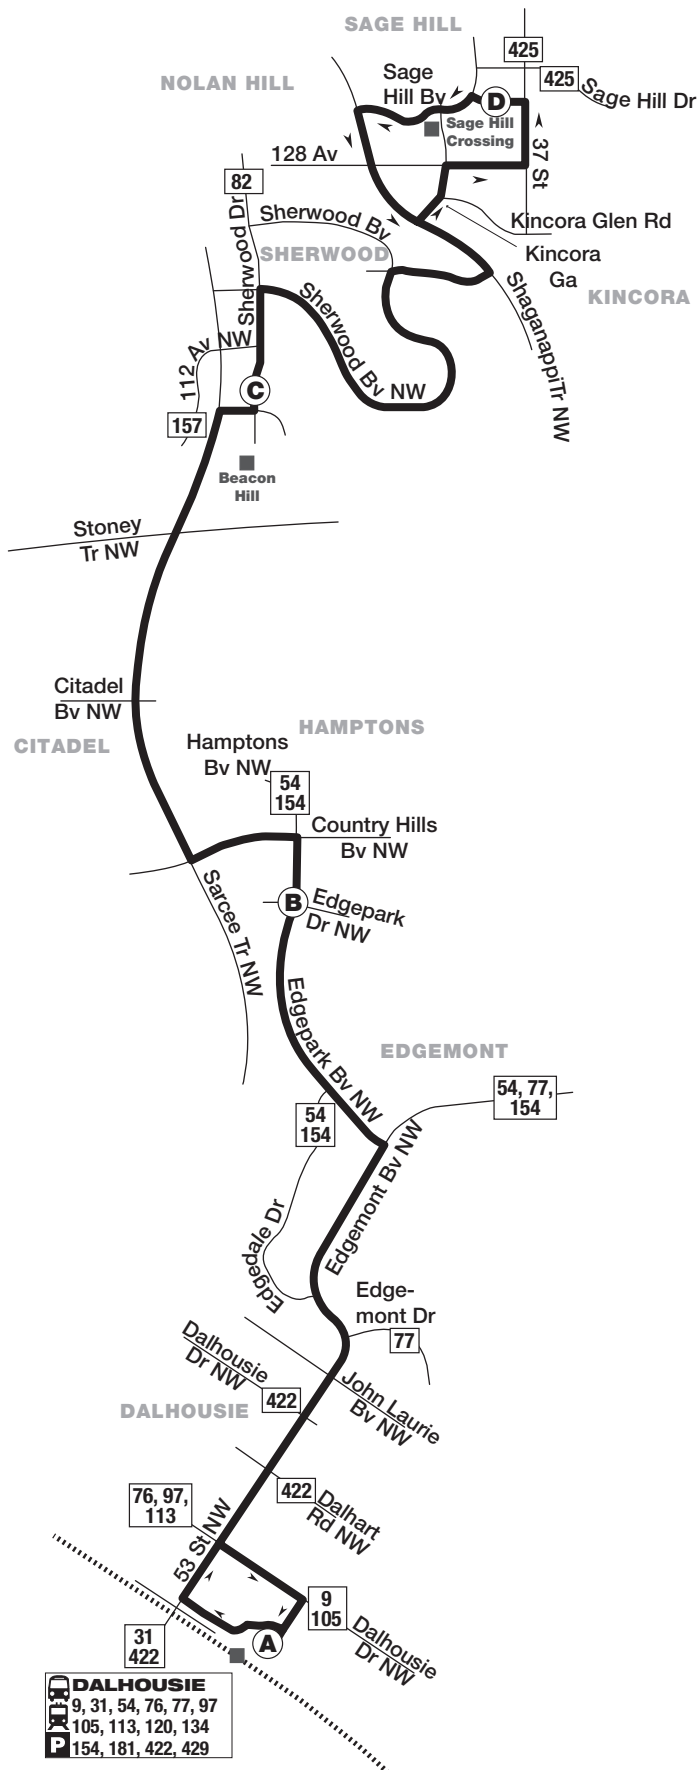 SAGE HILL
425
NOLAN HILL
Sage
Hill Bv
425
Sage Hill Dr
D
Sage Hill
Crossing
128 Av
37 St
82
Sherwood Dr
Sherwood Bv
Kincora Glen Rd
SHERWOOD
Kincora
Ga
KINCORA
Sherwood Bv NW
ShaganappiTr NW
112 Av NW
C
157
Beacon
Hill
Stoney
Tr NW
Citadel
Bv NW
CITADEL
HAMPTONS
Hamptons
Bv NW
54
154
Country Hills
Bv NW
Sarcee Tr NW
B
Edgepark
Dr NW
Edgepark Bv NW
EDGEMONT
54, 77,
154
54
154
Edgemont Bv NW
Edgedale Dr
Edge-
mont Dr
77
Dalhousie
Dr NW
422
John Laurie
Bv NW
DALHOUSIE
422
Dalhart
Rd NW
76, 97,
113
53 St NW
9
105
Dalhousie
Dr NW
A
31
422
DALHOUSIE
9, 31, 54, 76, 77, 97
105, 113, 120, 134
P
154, 181, 422, 429